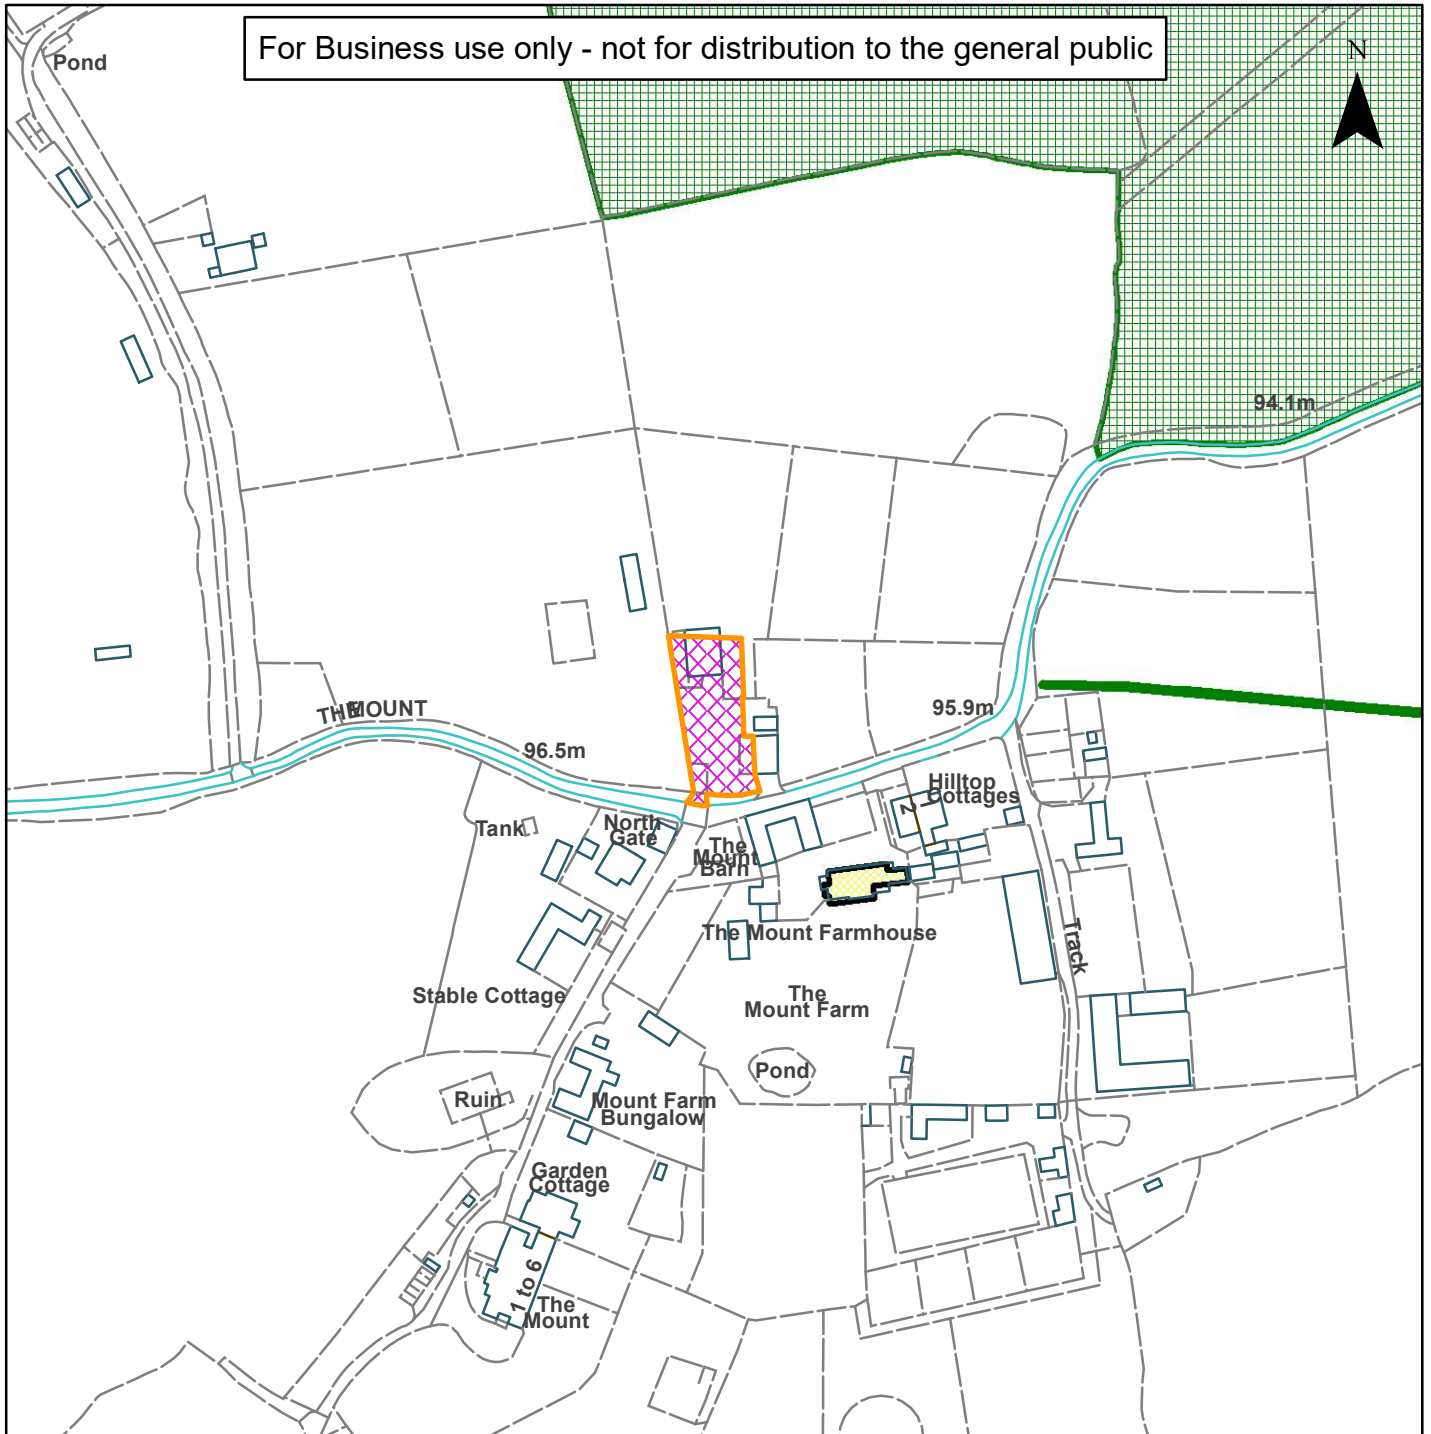 For Business use only - not for distribution to the general public
N
Pond
94.1m
THE MOUNT
95.9m
96.5m
Hilltop
Cottages
1
2
North
Gate
Tank
The
Mount
Barn
The Mount Farmhouse
Track
Stable Cottage
The
Mount Farm
Pond
Ruin
Mount Farm
Bungalow
Garden
Cottage
1 to 6
The
Mount